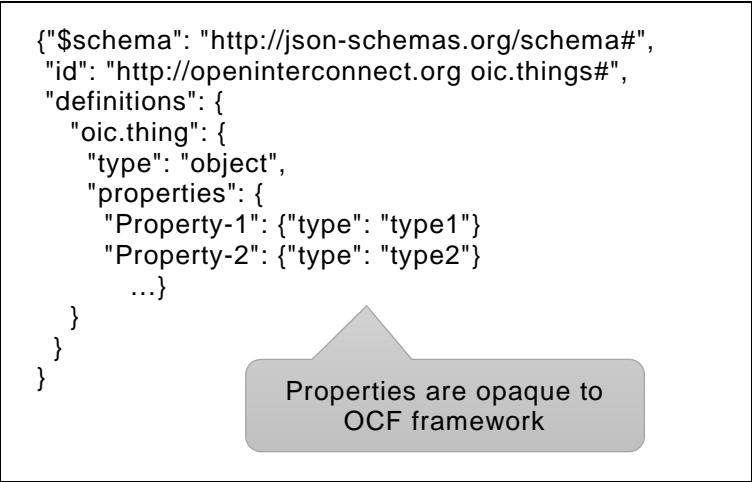 {"$schema": "http://json-schemas.org/schema#",
"id": "http://openinterconnect.org oic.things#",
"definitions": {
"oic.thing": {
"type": "object",
"properties": {
"Property-1": {"type": "type1"}
"Property-2": {"type": "type2"}
…}
}
}
}
Properties are opaque to
OCF framework